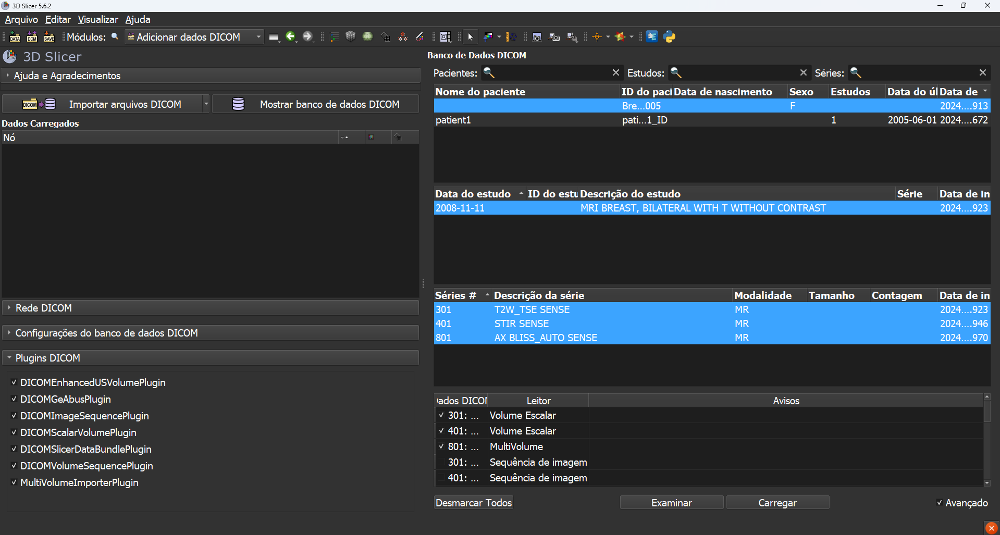 3D Slicer 5.6.2
Arquivo Editar Visualizar Ajuda
DATA DCM SAVE Módulos: Adicionar dados DICOM
3D Slicer
Ajuda e Agradecimentos
DICOM Importar arquivos DICOM Mostrar banco de dados DICOM
Dados Carregados
Nó
Rede DICOM
Configurações do banco de dados DICOM
Plugins DICOM
DICOMEnhancedUSVolumePlugin
DICOMGeAbusPlugin
DICOMImageSequencePlugin
DICOMScalarVolumePlugin
DICOMSlicerDataBundlePlugin
DICOMVolumeSequencePlugin
MultiVolumeImporterPlugin
Banco de Dados DICOM
Pacientes: Estudos: Séries:
Nome do paciente ID do paci Data de nascimento Sexo Estudos Data do úl Data de
Bre...005 F 2024....913
patient1 pati...1_ID 1 2005-06-01 2024....672
Data do estudo ID do estu Descrição do estudo Série Data de in
2008-11-11 MRI BREAST, BILATERAL WITH T WITHOUT CONTRAST 2024....923
Séries # Descrição da série Modalidade Tamanho Contagem Data de in
301 T2W_TSE SENSE MR 2024....923
401 STIR SENSE MR 2024....946
801 AX BLISS_AUTO SENSE MR 2024....970
ados DICO Leitor Avisos
301: ... Volume Escalar
401: ... Volume Escalar
801: ... MultiVolume
301: ... Sequência de imagem
401: ... Sequência de imagem
Desmarcar Todos Examinar Carregar Avançado